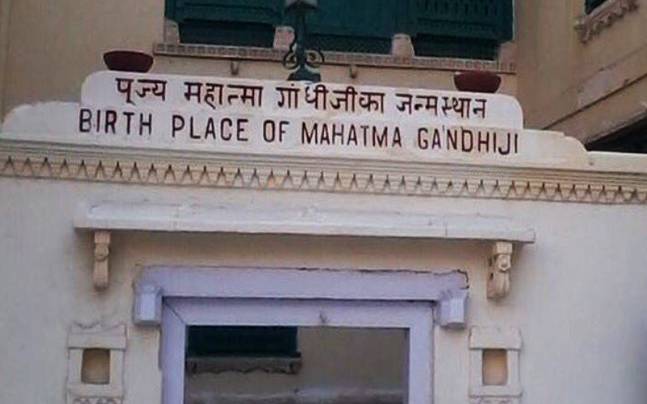 पूज्य महात्मा गांधीजीका जन्मस्थान
BIRTH PLACE OF MAHATMA GANDHIJI